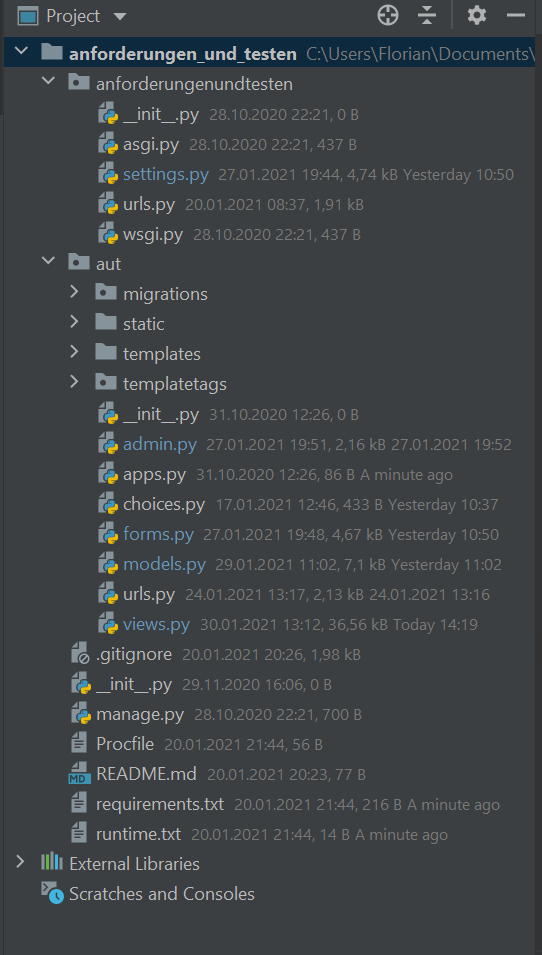 Project
anforderungen_und_testen C:\Users\Florian\Documents\
anforderungenundtesten
__init__.py 28.10.2020 22:21, 0 B
asgi.py 28.10.2020 22:21, 437 B
settings.py 27.01.2021 19:44, 4,74 kB Yesterday 10:50
urls.py 20.01.2021 08:37, 1,91 kB
wsgi.py 28.10.2020 22:21, 437 B
aut
migrations
static
templates
templatetags
__init__.py 31.10.2020 12:26, 0 B
admin.py 27.01.2021 19:51, 2,16 kB 27.01.2021 19:52
apps.py 31.10.2020 12:26, 86 B A minute ago
choices.py 17.01.2021 12:46, 433 B Yesterday 10:37
forms.py 27.01.2021 19:48, 4,67 kB Yesterday 10:50
models.py 29.01.2021 11:02, 7,1 kB Yesterday 11:02
urls.py 24.01.2021 13:17, 2,13 kB 24.01.2021 13:16
views.py 30.01.2021 13:12, 36,56 kB Today 14:19
.gitignore 20.01.2021 20:26, 1,98 kB
__init__.py 29.11.2020 16:06, 0 B
manage.py 28.10.2020 22:21, 700 B
Procfile 20.01.2021 21:44, 56 B
MD README.md 20.01.2021 20:23, 77 B
requirements.txt 20.01.2021 21:44, 216 B A minute ago
runtime.txt 20.01.2021 21:44, 14 B A minute ago
External Libraries
Scratches and Consoles